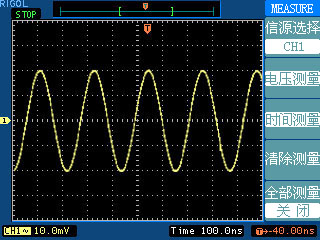 RIGOL
STOP
T
MEASURE
信源选择
CH1
电压测量
时间测量
清除测量
全部测量
关闭
T
1
CH1~ 10.0mV
Time 100.0ns
T→-40.00ns